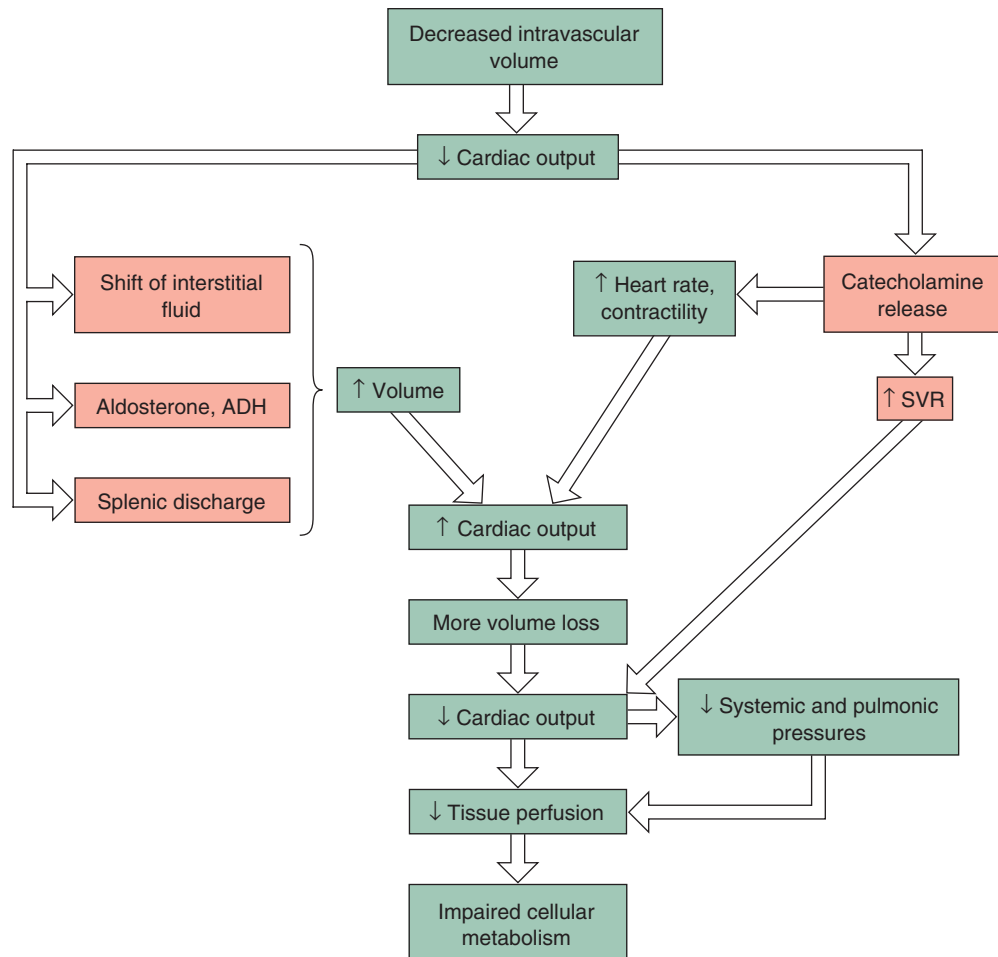 Decreased intravascular
volume
↓ Cardiac output
Shift of interstitial
fluid
↑ Heart rate,
contractility
Catecholamine
release
Aldosterone, ADH
↑ Volume
↑ SVR
Splenic discharge
↑ Cardiac output
More volume loss
↓ Cardiac output
↓ Systemic and pulmonic
pressures
↓ Tissue perfusion
Impaired cellular
metabolism